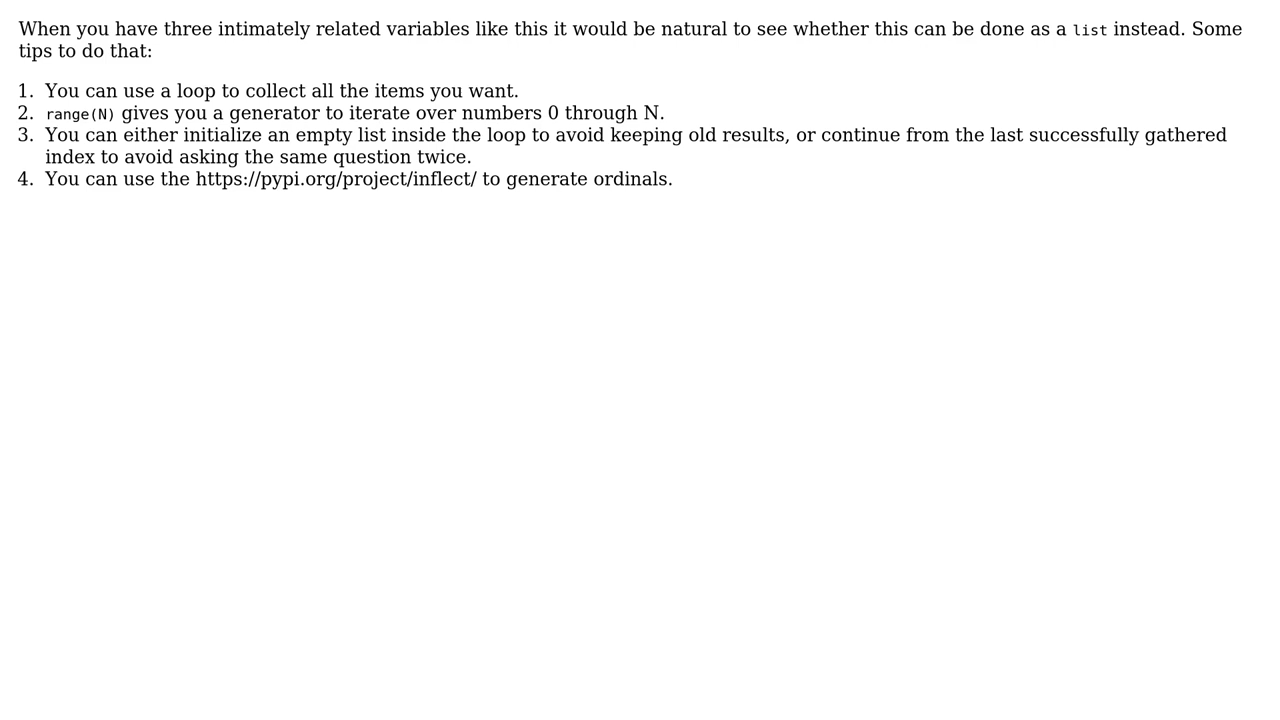 When you have three intimately related variables like this it would be natural to see whether this can be done as a list instead. Some
tips to do that:
1. You can use a loop to collect all the items you want.
2. range(N) gives you a generator to iterate over numbers 0 through N.
3. You can either initialize an empty list inside the loop to avoid keeping old results, or continue from the last successfully gathered
index to avoid asking the same question twice.
4. You can use the https://pypi.org/project/inflect/ to generate ordinals.